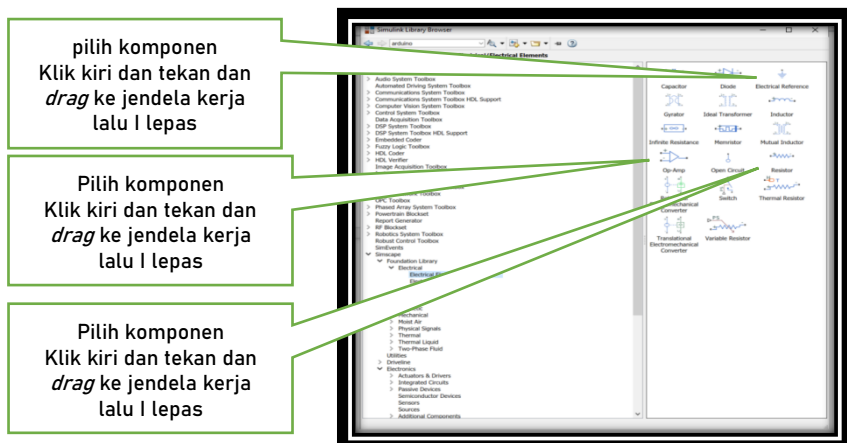 pilih komponen
Klik kiri dan tekan dan
drag ke jendela kerja
lalu I lepas
Pilih komponen
Klik kiri dan tekan dan
drag ke jendela kerja
lalu I lepas
Pilih komponen
Klik kiri dan tekan dan
drag ke jendela kerja
lalu I lepas
Simulink Library Browser
arduino
Electrical Elements
Audio System Toolbox
Automated Driving System Toolbox
Communications System Toolbox
Communications System Toolbox HDL Support
Computer Vision System Toolbox
Control System Toolbox
Data Acquisition Toolbox
DSP System Toolbox
DSP System Toolbox HDL Support
Embedded Coder
Fuzzy Logic Toolbox
HDL Coder
HDL Verifier
Image Acquisition Toolbox
Toolbox
OPC Toolbox
Phased Array System Toolbox
Powertrain Blockset
Report Generator
RF Blockset
Robotics System Toolbox
Robust Control Toolbox
SimEvents
Simscape
Foundation Library
Electrical
Electrical
Mechanical
Moist Air
Physical Signals
Thermal
Thermal Liquid
Two-Phase Fluid
Utilities
Driveline
Electronics
Actuators & Drivers
Integrated Circuits
Passive Devices
Semiconductor Devices
Sensors
Sources
Additional Components
Capacitor
Diode
Electrical Reference
Gyrator
Ideal Transformer
Inductor
Infinite Resistance
Memristor
Mutual Inductor
Op-Amp
Open Circuit
Resistor
Converter
Switch
Thermal Resistor
Translational
Electromechanical
Converter
Variable Resistor